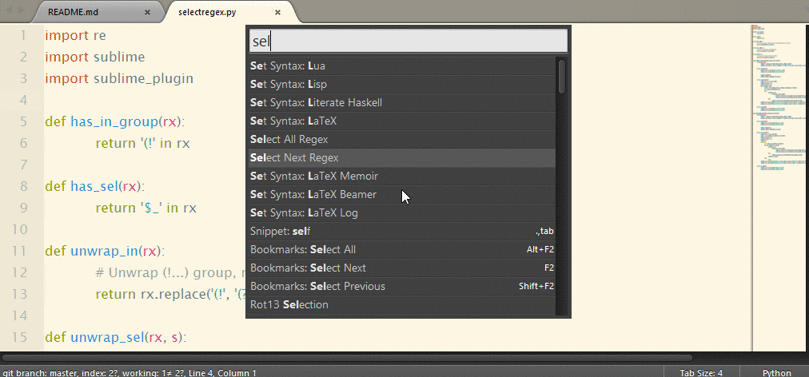 README.md × selectregex.py ×
sel
1 import re
2 import sublime
3 import sublime_plugin
4
5 def has_in_group(rx):
6 return '(!' in rx
7
8 def has_sel(rx):
9 return '$_' in rx
10
11 def unwrap_in(rx):
12 # Unwrap (!...) group,
13 return rx.replace('(!', '(?
14
15 def unwrap_sel(rx, s):
Set Syntax: Lua
Set Syntax: Lisp
Set Syntax: Literate Haskell
Set Syntax: LaTeX
Select All Regex
Select Next Regex
Set Syntax: LaTeX Memoir
Set Syntax: LaTeX Beamer
Set Syntax: LaTeX Log
Snippet: self .,tab
Bookmarks: Select All Alt+F2
Bookmarks: Select Next F2
Bookmarks: Select Previous Shift+F2
Rot13 Selection
git branch: master, index: 2?, working: 1≠ 2?, Line 4, Column 1 Tab Size: 4 Python